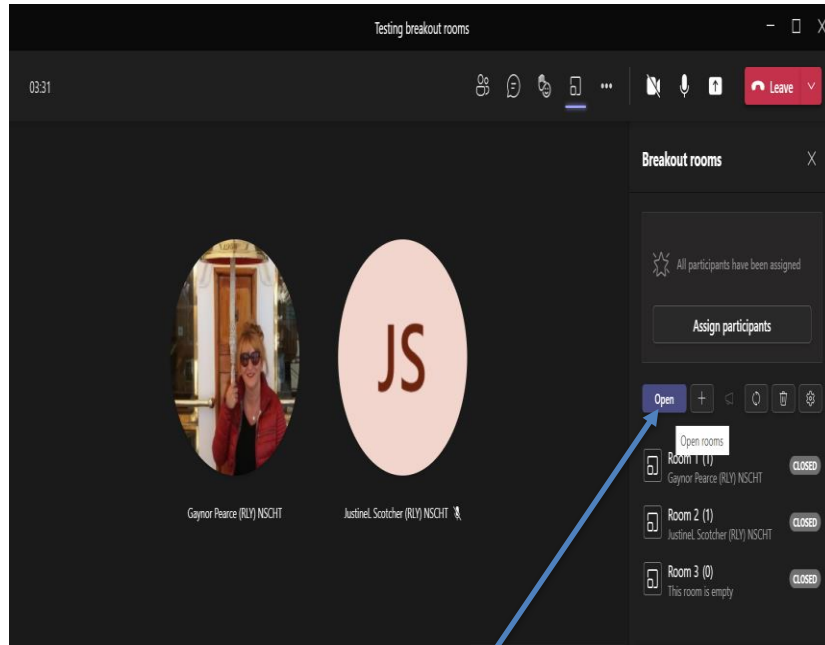 Testing breakout rooms
03:31
Leave
Breakout rooms
All participants have been assigned
Assign participants
Open
Open rooms
Room 1 (1)
Gaynor Pearce (RLY) NSCHT
CLOSED
Room 2 (1)
JustineL Scotcher (RLY) NSCHT
CLOSED
Room 3 (0)
This room is empty
CLOSED
JS
Gaynor Pearce (RLY) NSCHT
JustineL Scotcher (RLY) NSCHT